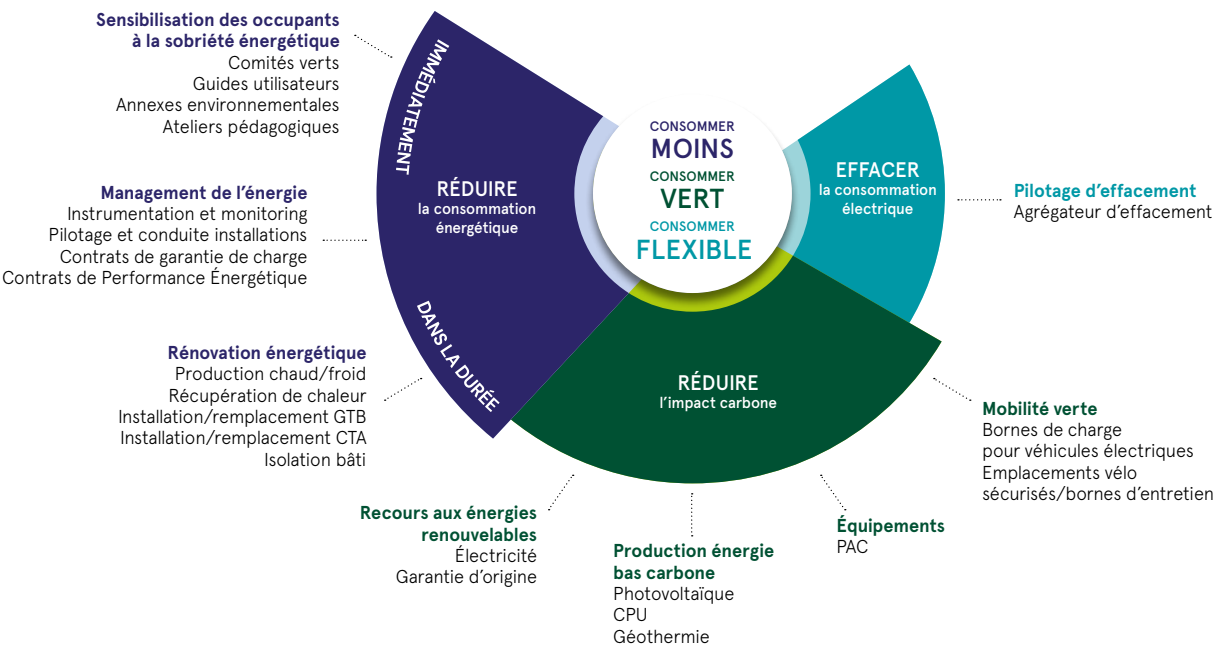 Sensibilisation des occupants
à la sobriété énergétique
Comités verts
Guides utilisateurs
Annexes environnementales
Ateliers pédagogiques
Management de l'énergie
Instrumentation et monitoring
Pilotage et conduite installations
Contrats de garantie de charge
Contrats de Performance Énergétique
Rénovation énergétique
Production chaud/froid
Récupération de chaleur
Installation/remplacement GTB
Installation/remplacement CTA
Isolation bâti
IMMÉDIATEMENT
RÉDUIRE
la consommation
énergétique
DANS LA DURÉE
CONSOMMER
MOINS
CONSOMMER
VERT
CONSOMMER
FLEXIBLE
EFFACER
la consommation
électrique
Pilotage d'effacement
Agrégateur d'effacement
RÉDUIRE
l'impact carbone
Recours aux énergies
renouvelables
Électricité
Garantie d'origine
Production énergie
bas carbone
Photovoltaïque
CPU
Géothermie
Équipements
PAC
Mobilité verte
Bornes de charge
pour véhicules électriques
Emplacements vélo
sécurisés/bornes d'entretien